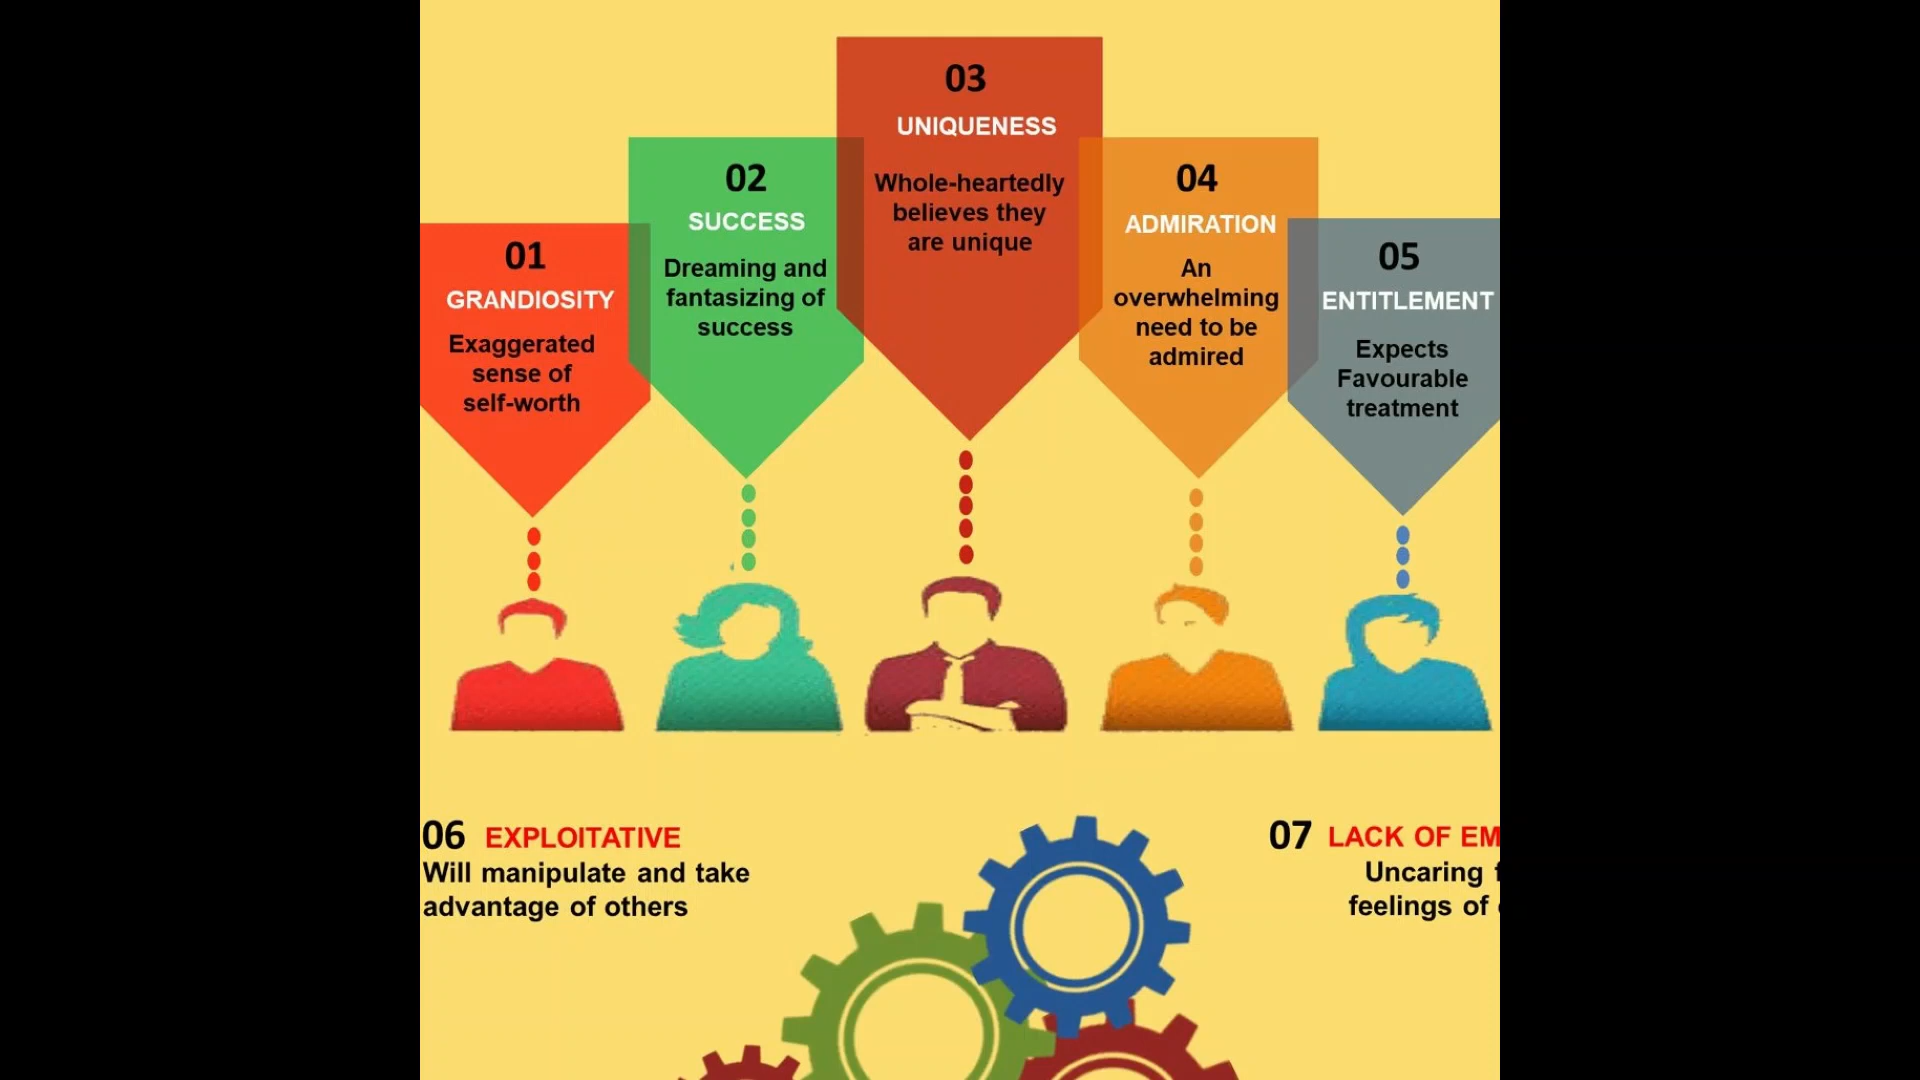 01
GRANDIOSITY
Exaggerated
sense of
self-worth
02
SUCCESS
Dreaming and
fantasizing of
success
03
UNIQUENESS
Whole-heartedly
believes they
are unique
04
ADMIRATION
An
overwhelming
need to be
admired
05
ENTITLEMENT
Expects
Favourable
treatment
06 EXPLOITATIVE
Will manipulate and take
advantage of others
07 LACK OF
Uncaring
feelings of